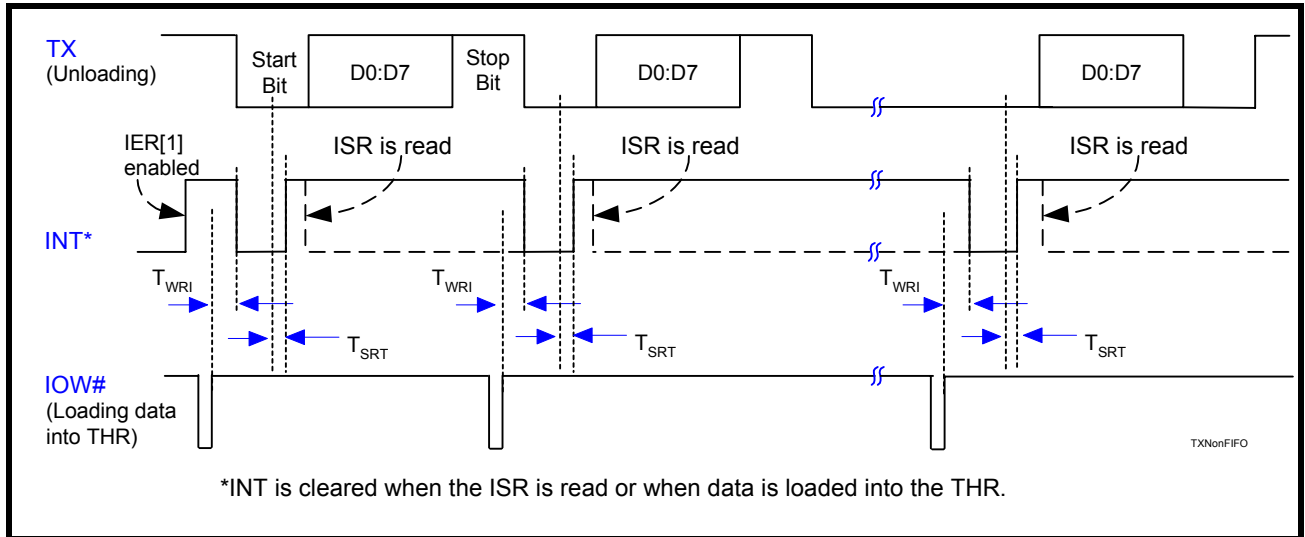 TX
(Unloading)
Start
Bit
D0:D7
Stop
Bit
D0:D7
D0:D7
IER[1]
enabled
ISR is read
ISR is read
ISR is read
INT*
TWRI
TWRI
TWRI
TSRT
TSRT
TSRT
IOW#
(Loading data
into THR)
TXNonFIFO
*INT is cleared when the ISR is read or when data is loaded into the THR.